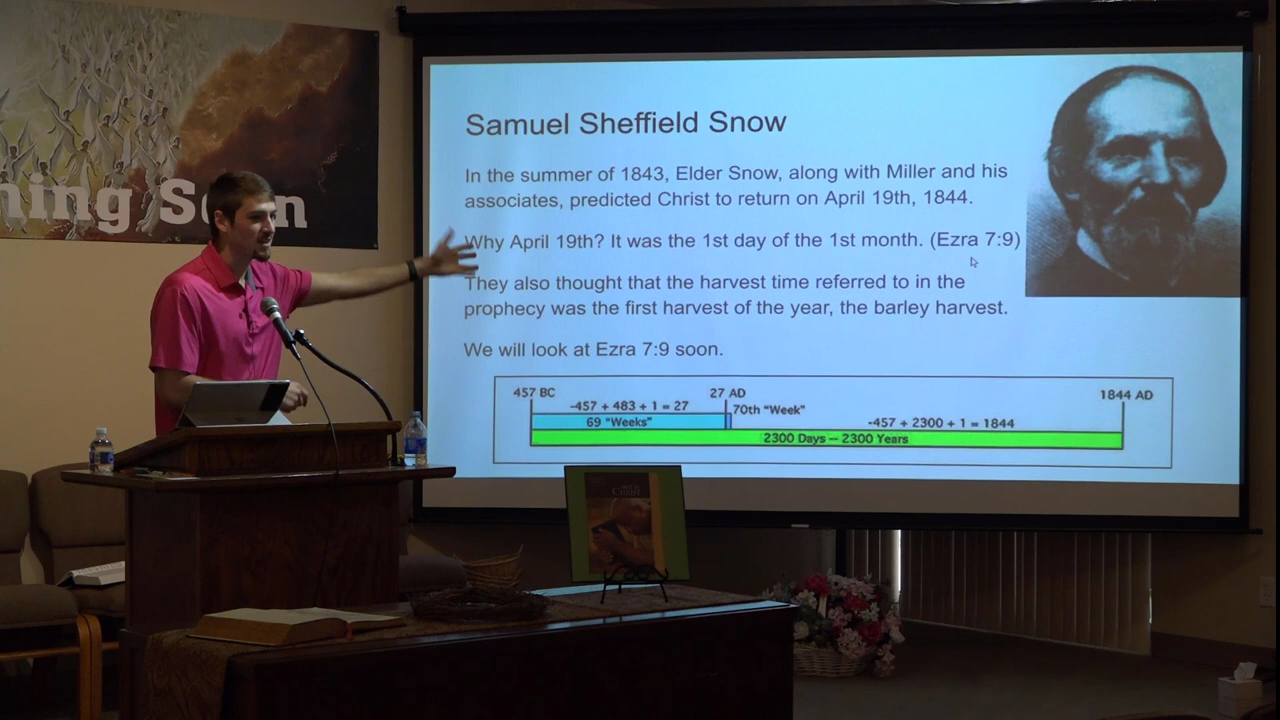 ning Soon
Samuel Sheffield Snow
In the summer of 1843, Elder Snow, along with Miller and his
associates, predicted Christ to return on April 19th, 1844.
Why April 19th? It was the 1st day of the 1st month. (Ezra 7:9)
They also thought that the harvest time referred to in the
prophecy was the first harvest of the year, the barley harvest.
We will look at Ezra 7:9 soon.
457 BC 27 AD 1844 AD
-457 + 483 + 1 = 27 70th "Week" -457 + 2300 + 1 = 1844
69 "Weeks"
2300 Days -- 2300 Years
CHRIST